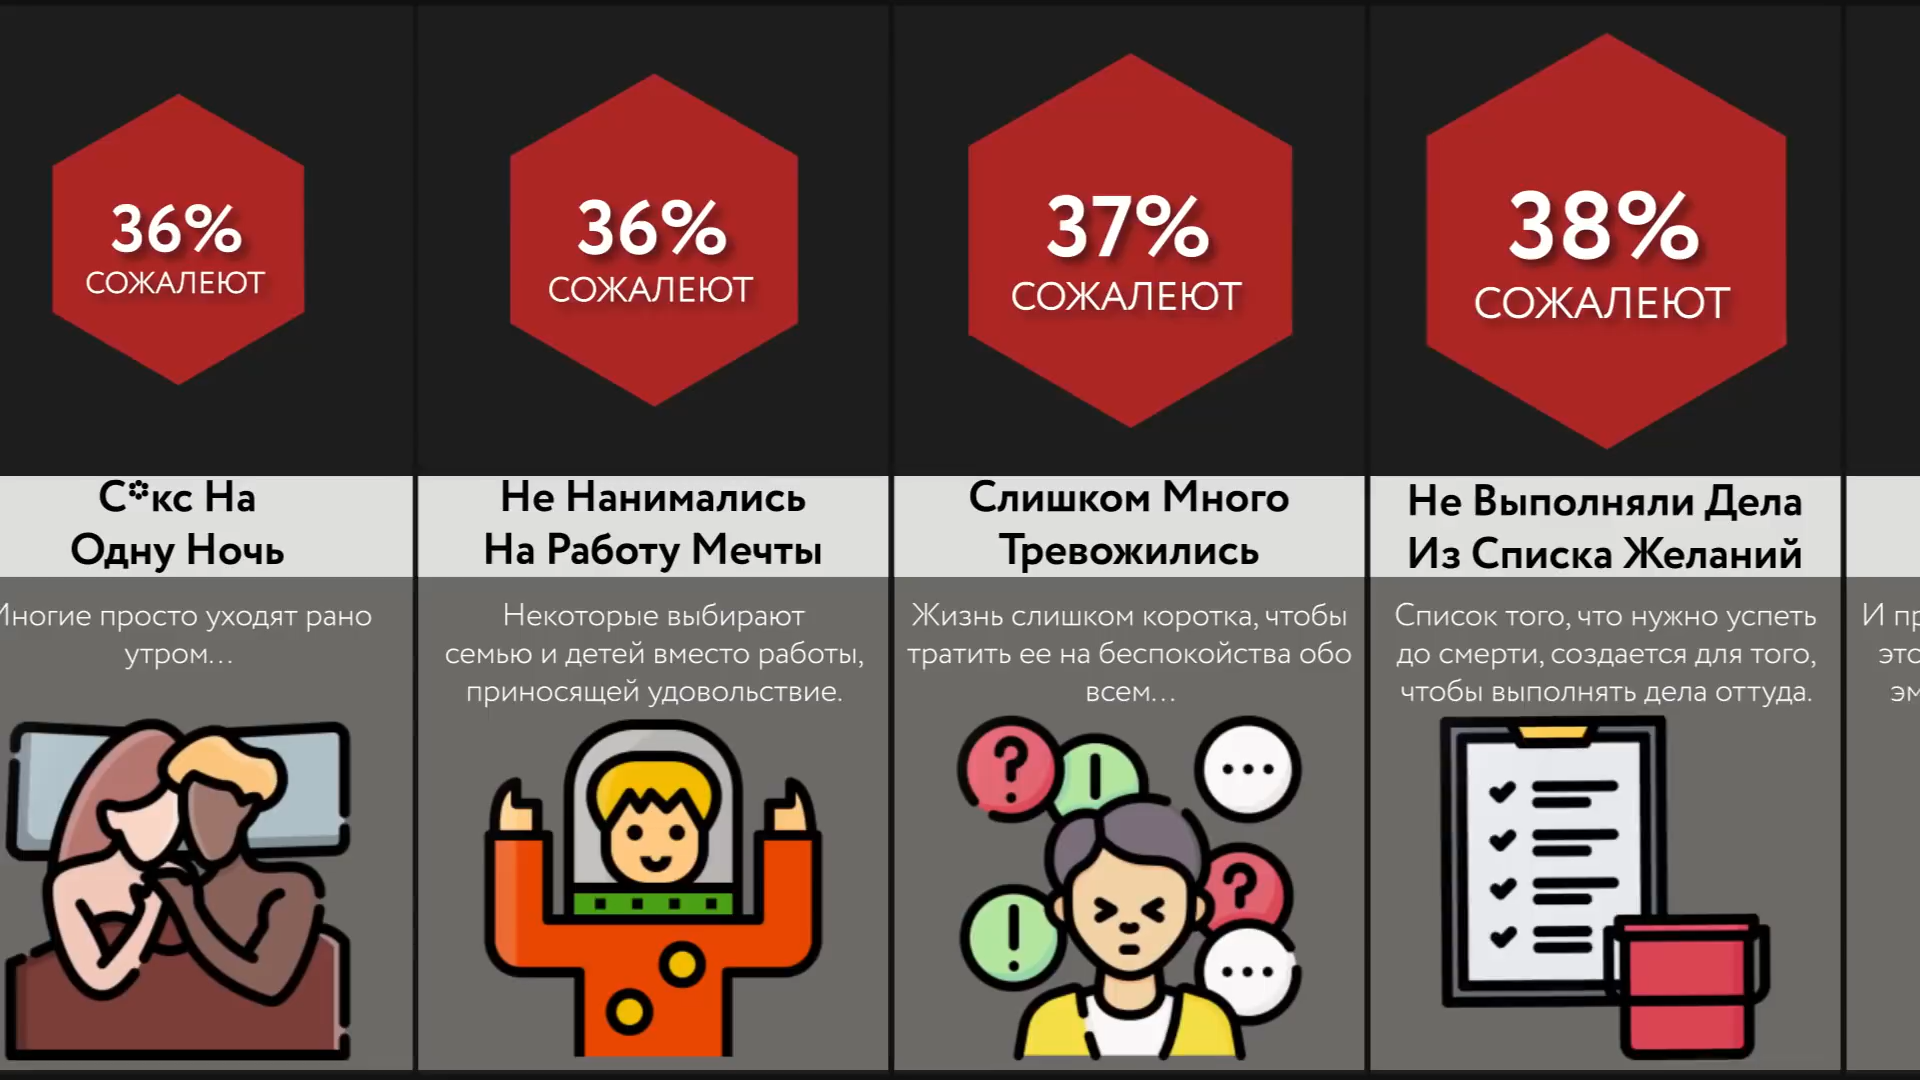 36%
СОЖАЛЕЮТ
С*кс На
Одну Ночь
Многие просто уходят рано
утром...
36%
СОЖАЛЕЮТ
Не Нанимались
На Работу Мечты
Некоторые выбирают
семью и детей вместо работы,
приносящей удовольствие.
37%
СОЖАЛЕЮТ
Слишком Много
Тревожились
Жизнь слишком коротка, чтобы
тратить ее на беспокойства обо
всем...
38%
СОЖАЛЕЮТ
Не Выполняли Дела
Из Списка Желаний
Список того, что нужно успеть
до смерти, создается для того,
чтобы выполнять дела оттуда.
И